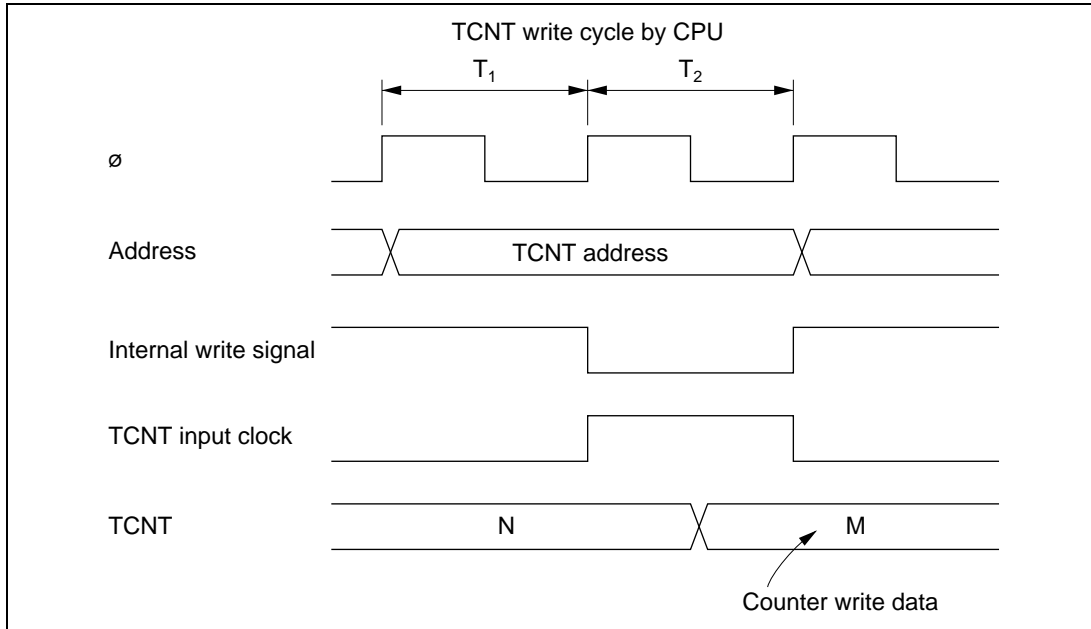 TCNT write cycle by CPU
T1 T2
ø
Address TCNT address
Internal write signal
TCNT input clock
TCNT N M
Counter write data